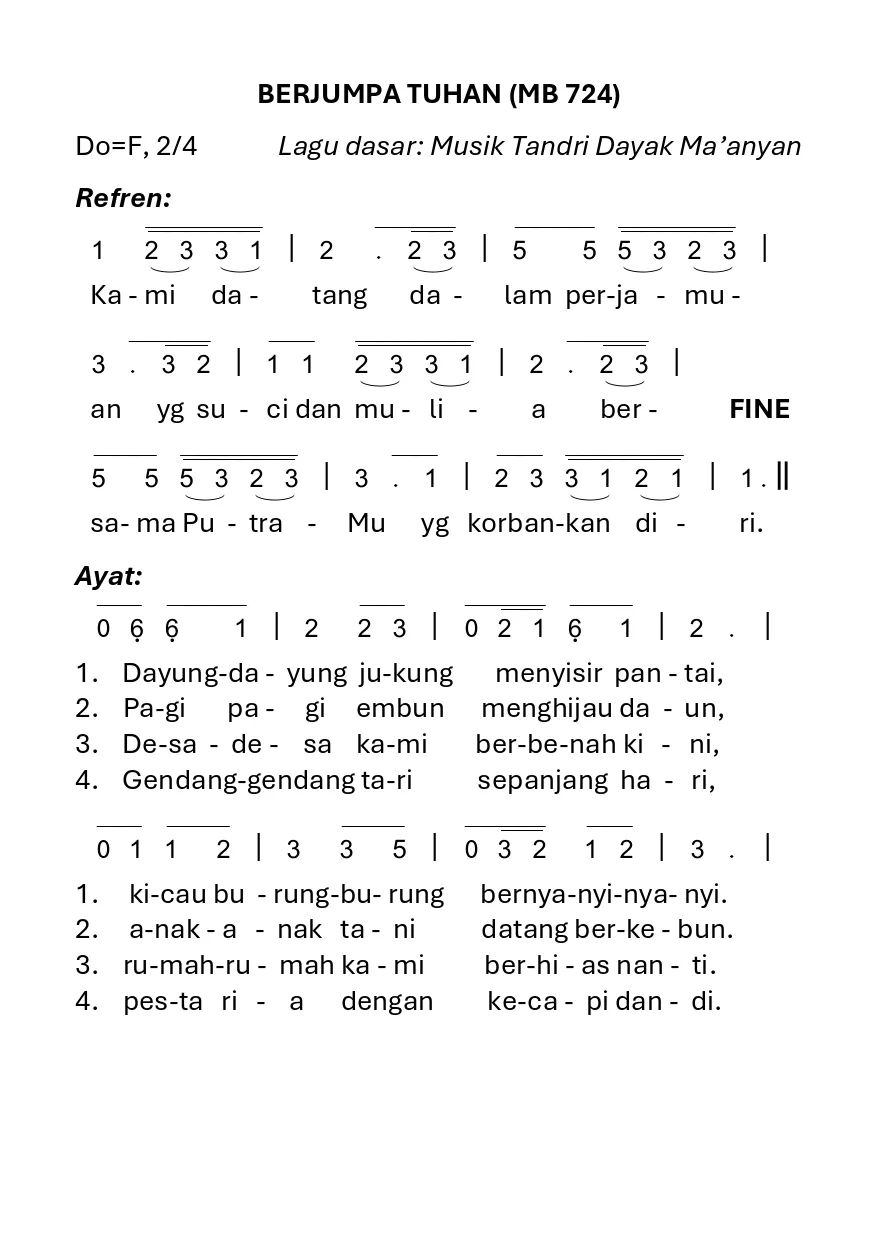 BERJUMPA TUHAN (MB 724)
Do=F, 2/4 Lagu dasar: Musik Tandri Dayak Ma’anyan
Refren:
1 2 3 3 1 | 2 . 2 3 | 5 5 5 3 2 3 |
Ka - mi da - tang da - lam per-ja - mu -
3 . 3 2 | 1 1 2 3 3 1 | 2 . 2 3 |
an yg su - ci dan mu - li - a ber - FINE
5 5 5 3 2 3 | 3 . 1 | 2 3 3 1 2 1 | 1 . ||
sa- ma Pu - tra - Mu yg korban-kan di - ri.
Ayat:
0 6̣ 6̣ 1 | 2 2 3 | 0 2 1 6̣ 1 | 2 . |
1. Dayung-da - yung ju-kung menyisir pan - tai,
2. Pa-gi pa - gi embun menghijau da - un,
3. De-sa - de - sa ka-mi ber-be-nah ki - ni,
4. Gendang-gendang ta-ri sepanjang ha - ri,
0 1 1 2 | 3 3 5 | 0 3 2 1 2 | 3 . |
1. ki-cau bu - rung-bu- rung bernya-nyi-nya- nyi.
2. a-nak - a - nak ta - ni datang ber-ke - bun.
3. ru-mah-ru - mah ka - mi ber-hi - as nan - ti.
4. pes-ta ri - a dengan ke-ca - pi dan - di.